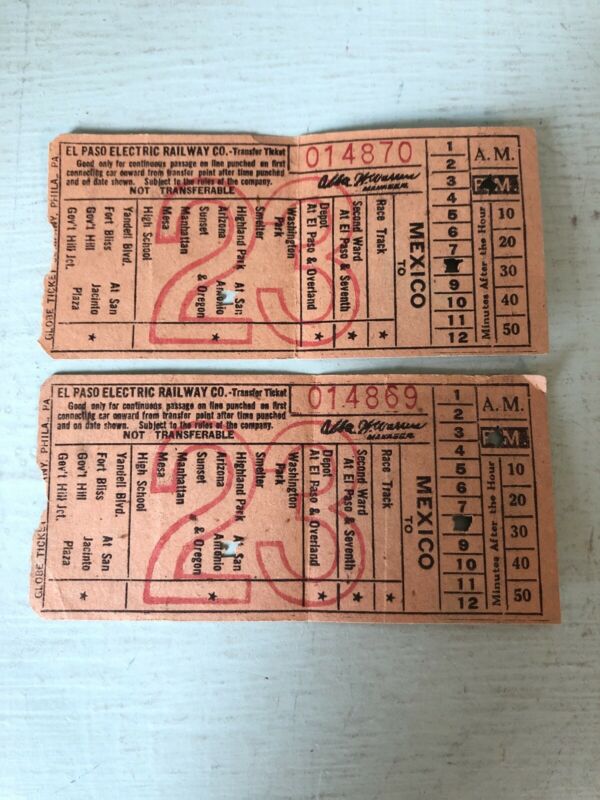 EL PASO ELECTRIC RAILWAY CO.-Transfer Ticket
Good only for continuous passage on line punched on first
connecting car from transfer point after time punched
and on date shown. Subject to the rules of the company.
NOT TRANSFERABLE
014870
Alba H. Warren
MANAGER
23
GLOBE TICKET COMPANY, PHILA, PA.
Gov't Hill Jct.
Gov't Hill
Fort Bliss
Yandell Blvd.
At San
Jacinto
Plaza
High School
Mesa
Manhattan
Sunset
Arizona
Highland Park
At San
Antonio
& Oregon
Smelter
Washington
Park
Depot
At El Paso & Overland
Second Ward
At El Paso & Seventh
Race Track
MEXICO
TO
1
2
3
4
5
6
7
9
10
11
12
A.M.
P.M.
Minutes After the Hour
10
20
30
40
50
EL PASO ELECTRIC RAILWAY CO.-Transfer Ticket
Good only for continuous passage on line punched on first
connecting car from transfer point after time punched
and on date shown. Subject to the rules of the company.
NOT TRANSFERABLE
014869
Alba H. Warren
MANAGER
23
GLOBE TICKET COMPANY, PHILA, PA
Gov't Hill Jct.
Gov't Hill
Fort Bliss
Yandell Blvd.
At San
Jacinto
Plaza
High School
Mesa
Manhattan
Sunset
Arizona
Highland Park
At San
Antonio
& Oregon
Smelter
Washington
Park
Depot
At El Paso & Overland
Second Ward
At El Paso & Seventh
Race Track
MEXICO
TO
1
2
3
4
5
6
7
9
10
11
12
A.M.
P.M.
Minutes After the Hour
10
20
30
40
50